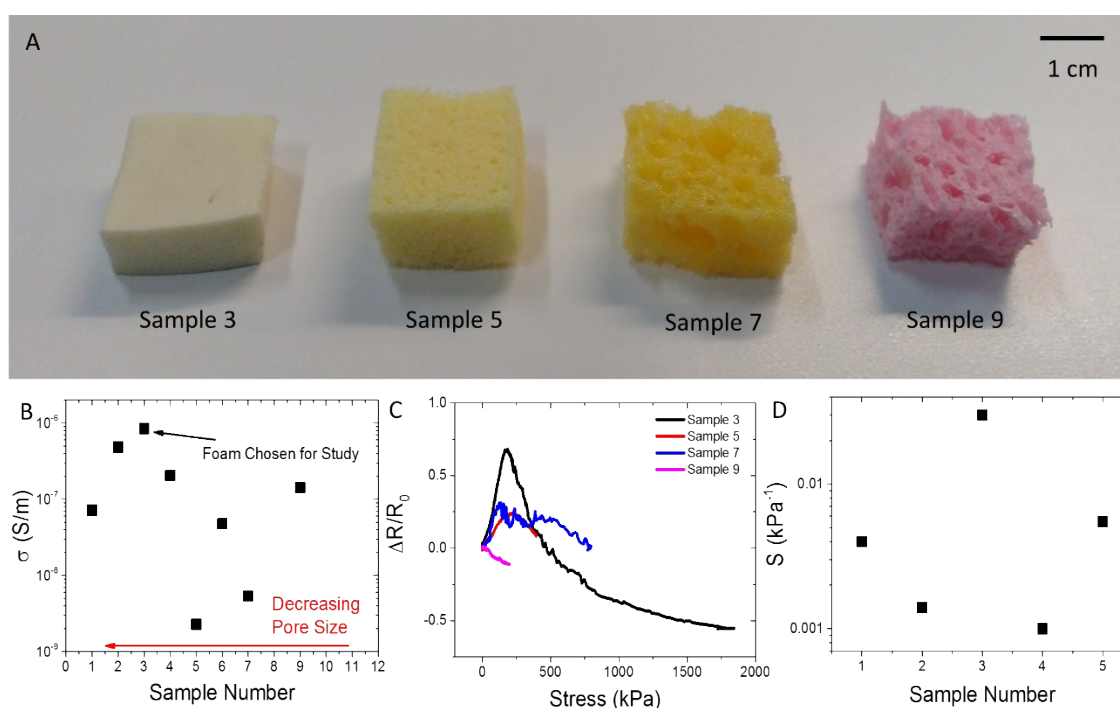 A
1 cm
Sample 3
Sample 5
Sample 7
Sample 9
B
10⁻⁶
10⁻⁷
10⁻⁸
10⁻⁹
σ (S/m)
Foam Chosen for Study
Decreasing
Pore Size
0 1 2 3 4 5 6 7 8 9 10 11 12
Sample Number
C
1.0
0.5
0.0
-0.5
ΔR/R₀
Sample 3
Sample 5
Sample 7
Sample 9
0 500 1000 1500 2000
Stress (kPa)
D
0.01
0.001
S (kPa⁻¹)
1 2 3 4 5
Sample Number